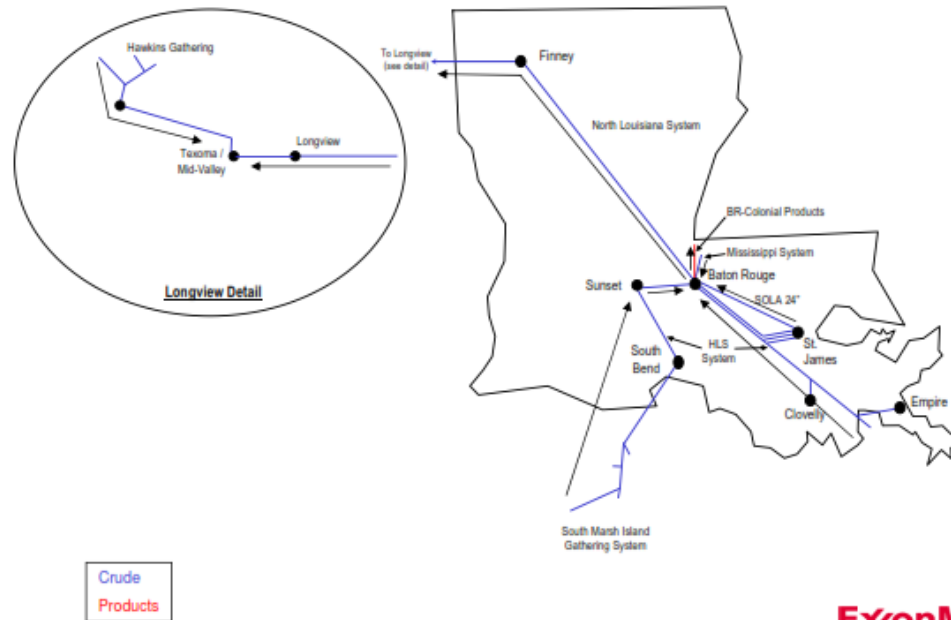 Hawkins Gathering
Texoma /
Mid-Valley
Longview
Longview Detail
To Longview
(see detail)
Finney
North Louisiana System
BR-Colonial Products
Mississippi System
Baton Rouge
Sunset
SOLA 24"
HLS
System
St.
James
South
Bend
Clovelly
Empire
South Marsh Island
Gathering System
Crude
Products